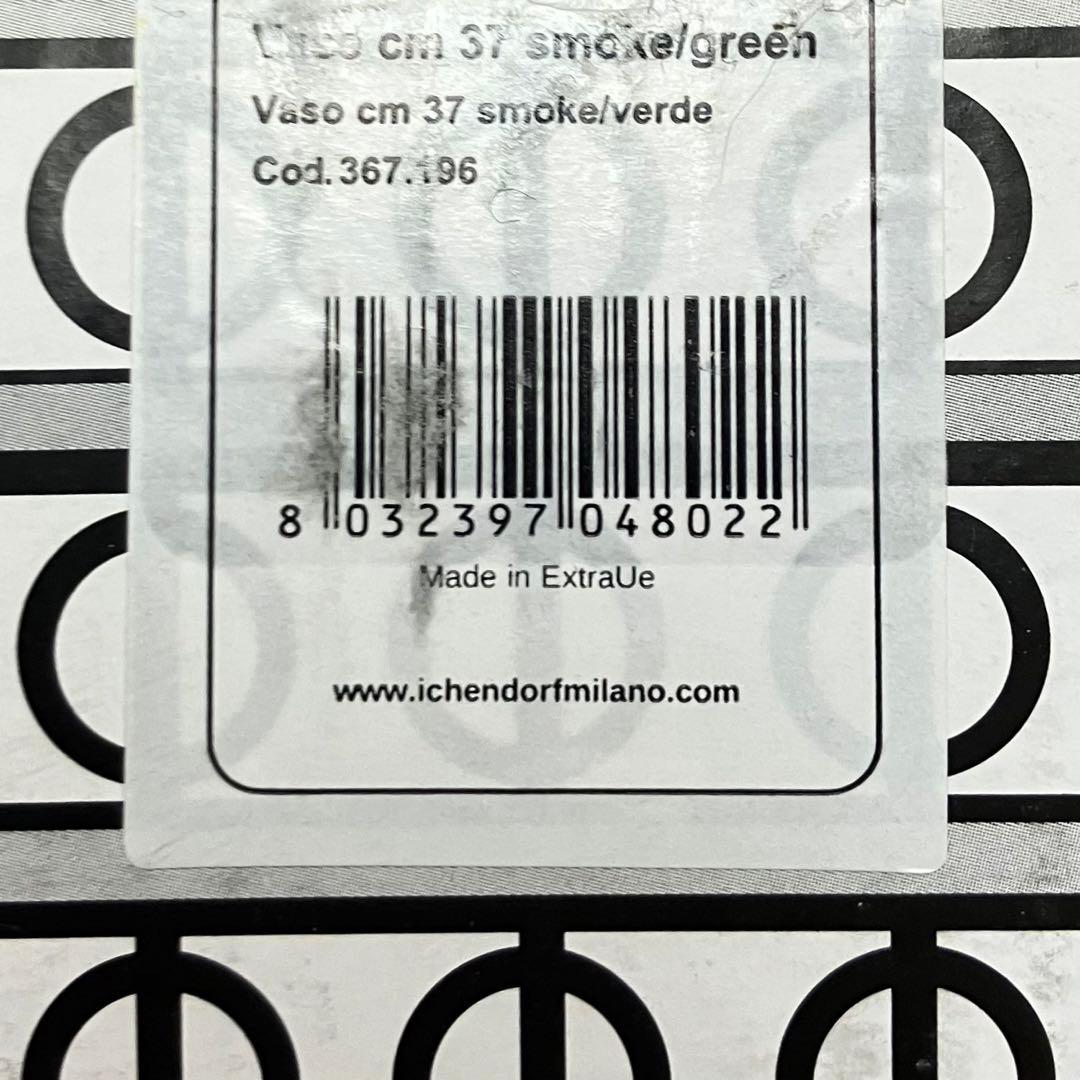 Vaso cm 37 smoke/green
Vaso cm 37 smoke/verde
Cod.367.196
8 032397 048022
Made in ExtraUe
www.ichendorfmilano.com